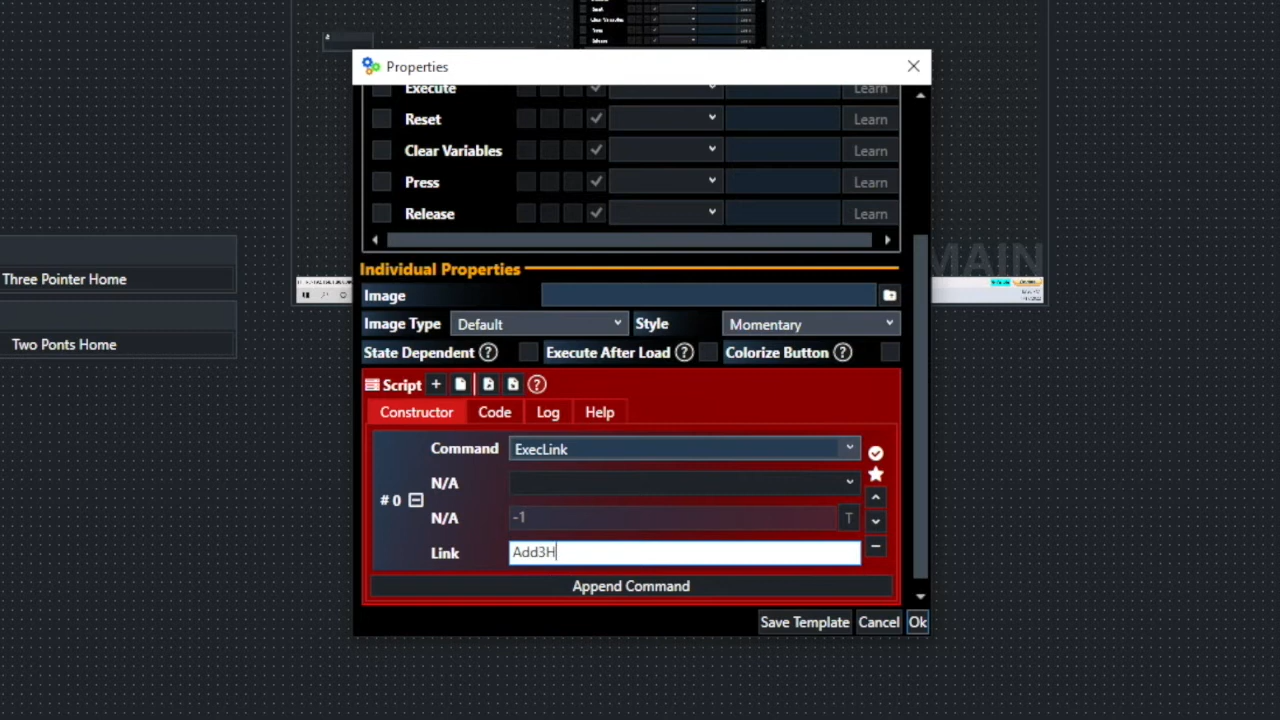 Properties
Execute Learn
Reset Learn
Clear Variables Learn
Press Learn
Release Learn
MAIN
Three Pointer Home
Individual Properties
Image
Image Type Default Style Momentary
Two Ponts Home
State Dependent ? Execute After Load ? Colorize Button ?
Script + ?
Constructor Code Log Help
Command ExecLink
N/A
# 0
N/A -1 T
Link Add3H
Append Command
Save Template Cancel Ok